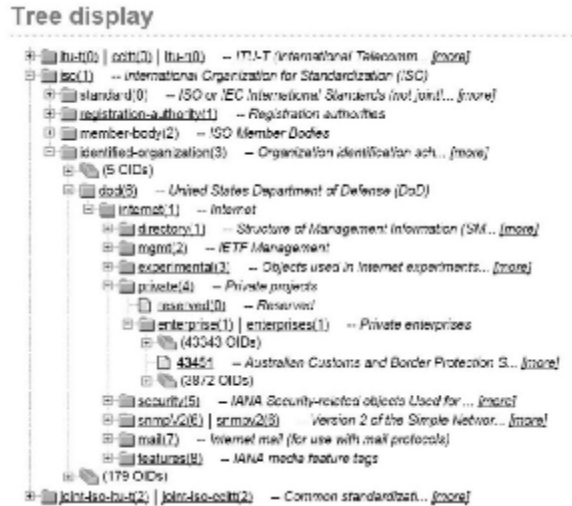 Tree display
itu-t(0) | ccitt(0) | itu-r(0) -- ITU-T (International Telecomm... [more]
iso(1) -- International Organization for Standardization (ISO)
standard(0) -- ISO or IEC International Standards (not joint!... [more]
registration-authority(1) -- Registration authorities
member-body(2) -- ISO Member Bodies
identified-organization(3) -- Organization identification sch... [more]
(5 OIDs)
dod(6) -- United States Department of Defense (DoD)
internet(1) -- Internet
directory(1) -- Structure of Management Information (SM... [more]
mgmt(2) -- IETF Management
experimental(3) -- Objects used in Internet experiments... [more]
private(4) -- Private projects
reserved(0) -- Reserved
enterprise(1) | enterprises(1) -- Private enterprises
(43343 OIDs)
43451 -- Australian Customs and Border Protection S... [more]
(2872 OIDs)
security(5) -- IANA Security-related objects Used for ... [more]
snmpV2(6) | snmpv2(6) Version 2 of the Simple Networ... [more]
mail(7) -- Internet mail (for use with mail protocols)
features(8) -- IANA media feature tags
(179 OIDs)
joint-iso-itu-t(2) | joint-iso-ccitt(2) -- Common standardizati... [more]